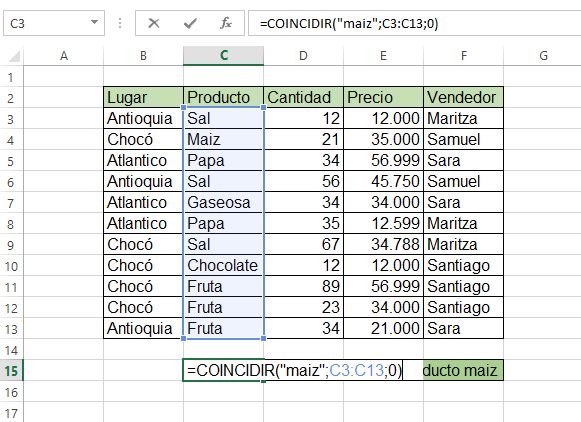 C3 fx =COINCIDIR("maiz";C3:C13;0)
A B C D E F G
1
2 Lugar Producto Cantidad Precio Vendedor
3 Antioquia Sal 12 12.000 Maritza
4 Chocó Maiz 21 35.000 Samuel
5 Atlantico Papa 34 56.999 Sara
6 Antioquia Sal 56 45.750 Samuel
7 Atlantico Gaseosa 34 34.000 Sara
8 Atlantico Papa 35 12.599 Maritza
9 Chocó Sal 67 34.788 Maritza
10 Chocó Chocolate 12 12.000 Santiago
11 Chocó Fruta 89 56.999 Santiago
12 Chocó Fruta 23 34.000 Santiago
13 Antioquia Fruta 34 21.000 Sara
14
15 =COINCIDIR("maiz";C3:C13;0) ducto maiz
16
17